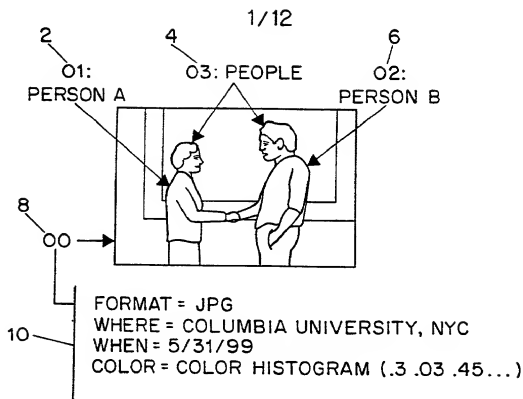 1/12
2 4 6
O1: O3: PEOPLE O2:
PERSON A PERSON B
8
O0
10
FORMAT = JPG
WHERE = COLUMBIA UNIVERSITY, NYC
WHEN = 5/31/99
COLOR = COLOR HISTOGRAM (.3 .03 .45...)